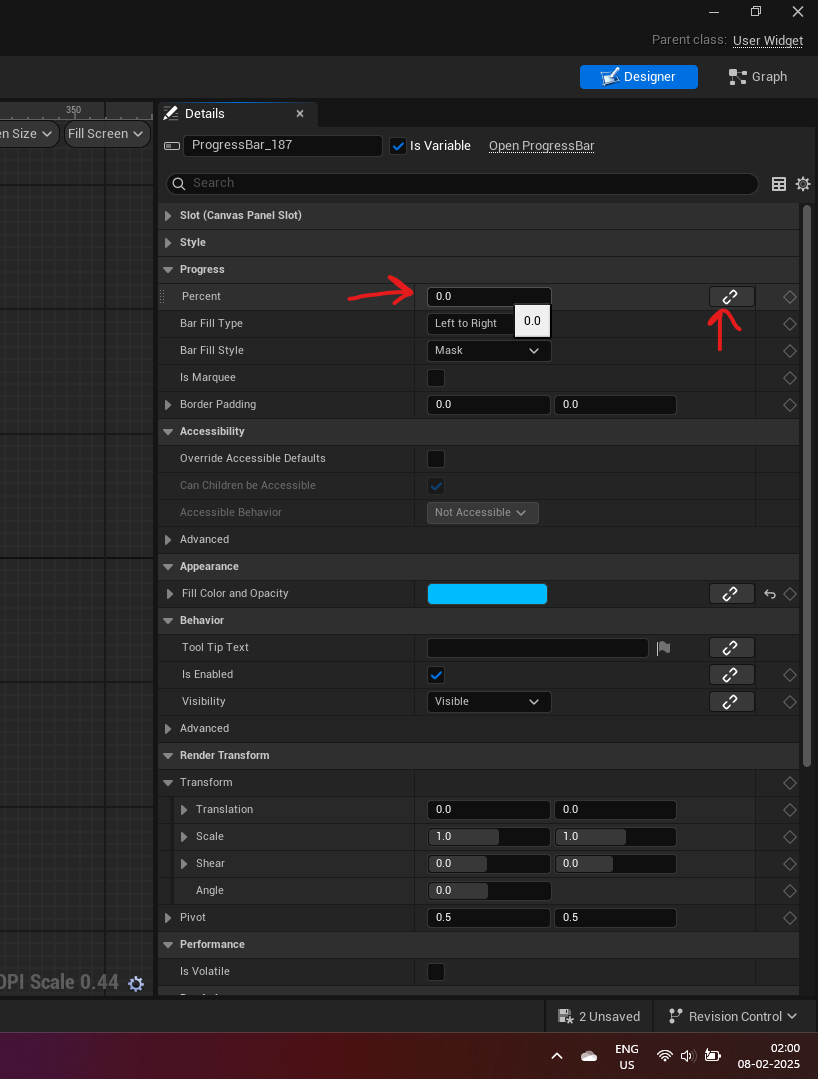 Parent class: User Widget
Designer
Graph
350
Details
en Size
Fill Screen
ProgressBar_187
Is Variable
Open ProgressBar
Search
Slot (Canvas Panel Slot)
Style
Progress
Percent
0.0
Bar Fill Type
Left to Right
0.0
Bar Fill Style
Mask
Is Marquee
Border Padding
0.0
0.0
Accessibility
Override Accessible Defaults
Can Children be Accessible
Accessible Behavior
Not Accessible
Advanced
Appearance
Fill Color and Opacity
Behavior
Tool Tip Text
Is Enabled
Visibility
Visible
Advanced
Render Transform
Transform
Translation
0.0
0.0
Scale
1.0
1.0
Shear
0.0
0.0
Angle
0.0
Pivot
0.5
0.5
Performance
Is Volatile
DPI Scale 0.44
2 Unsaved
Revision Control
ENG
US
02:00
08-02-2025